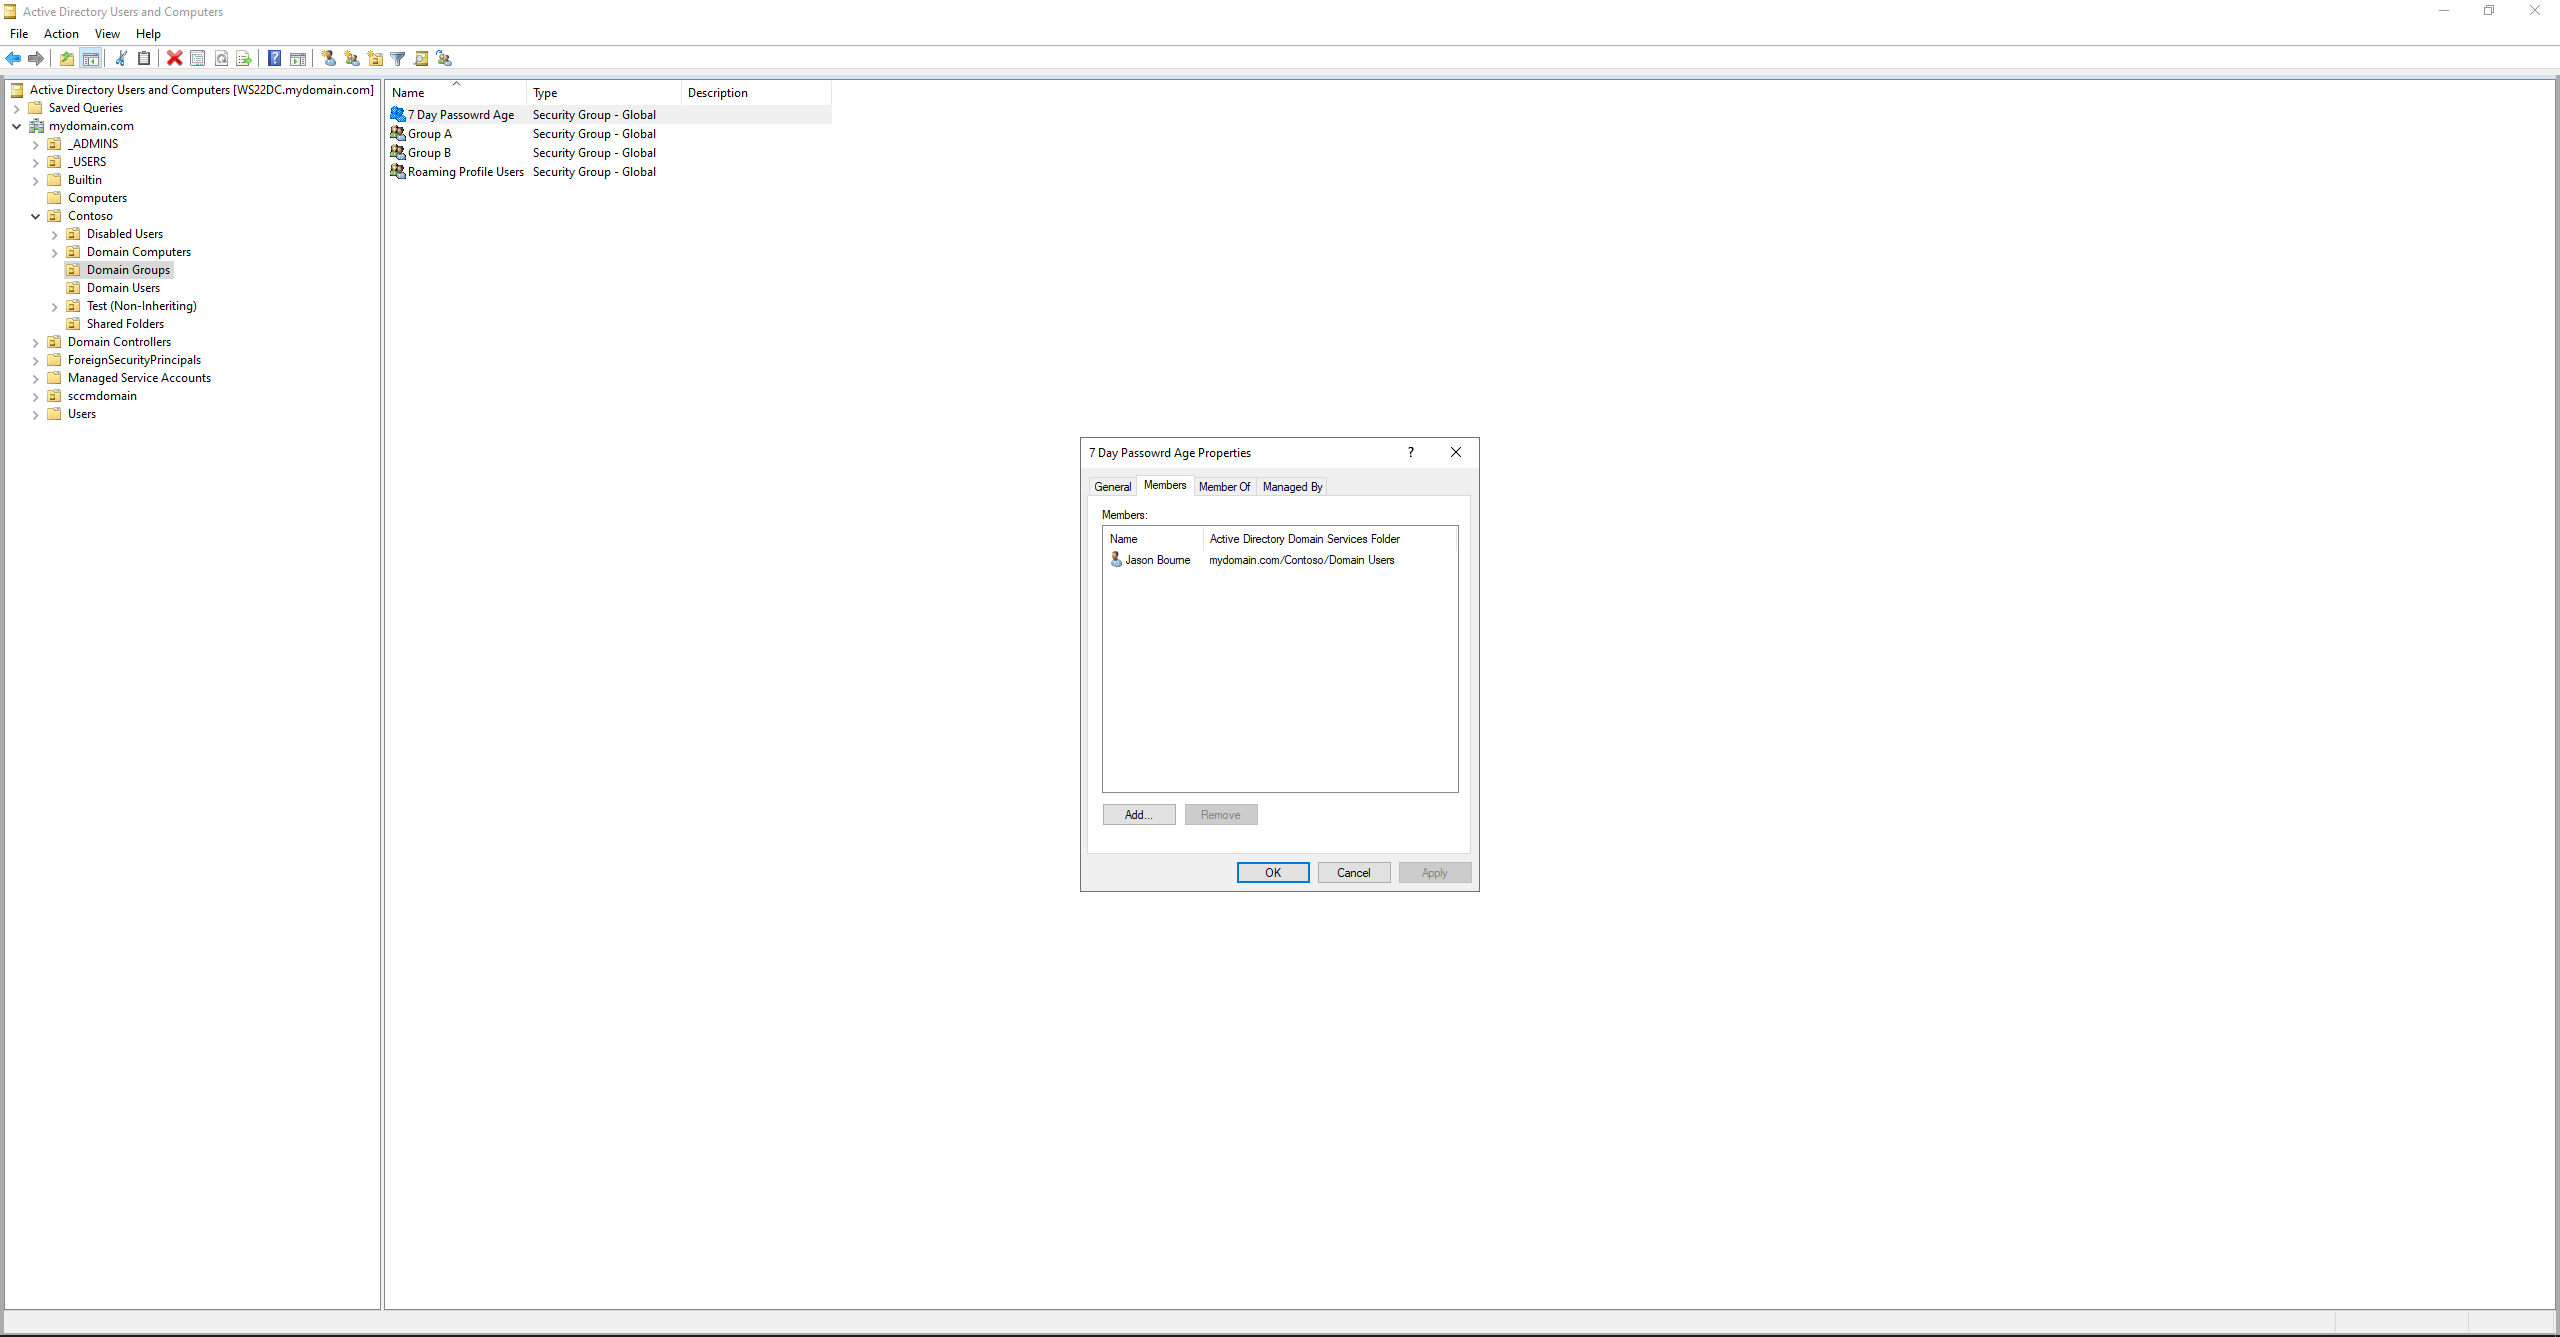 Active Directory Users and Computers
File Action View Help
Active Directory Users and Computers [WS22DC.mydomain.com]
Saved Queries
mydomain.com
_ADMINS
_USERS
Builtin
Computers
Contoso
Disabled Users
Domain Computers
Domain Groups
Domain Users
Test (Non-Inheriting)
Shared Folders
Domain Controllers
ForeignSecurityPrincipals
Managed Service Accounts
sccmdomain
Users
Name Type Description
7 Day Passowrd Age Security Group - Global
Group A Security Group - Global
Group B Security Group - Global
Roaming Profile Users Security Group - Global
7 Day Passowrd Age Properties ?
General Members Member Of Managed By
Members:
Name Active Directory Domain Services Folder
Jason Bourne mydomain.com/Contoso/Domain Users
Add... Remove
OK Cancel Apply